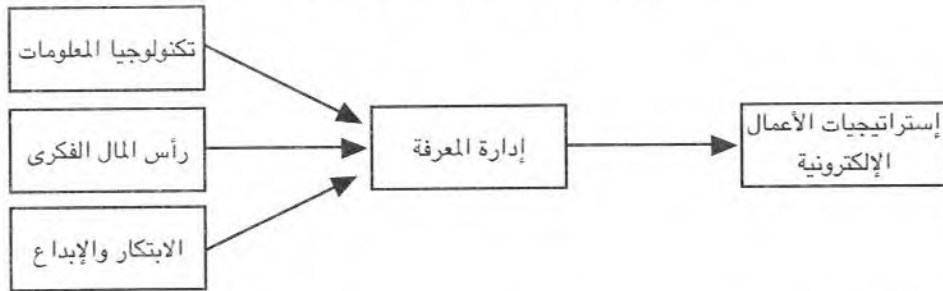 تكنولوجيا المعلومات
رأس المال الفكرى
الابتكار والإبداع
إدارة المعرفة
إستراتيجيات الأعمال
الإلكترونية